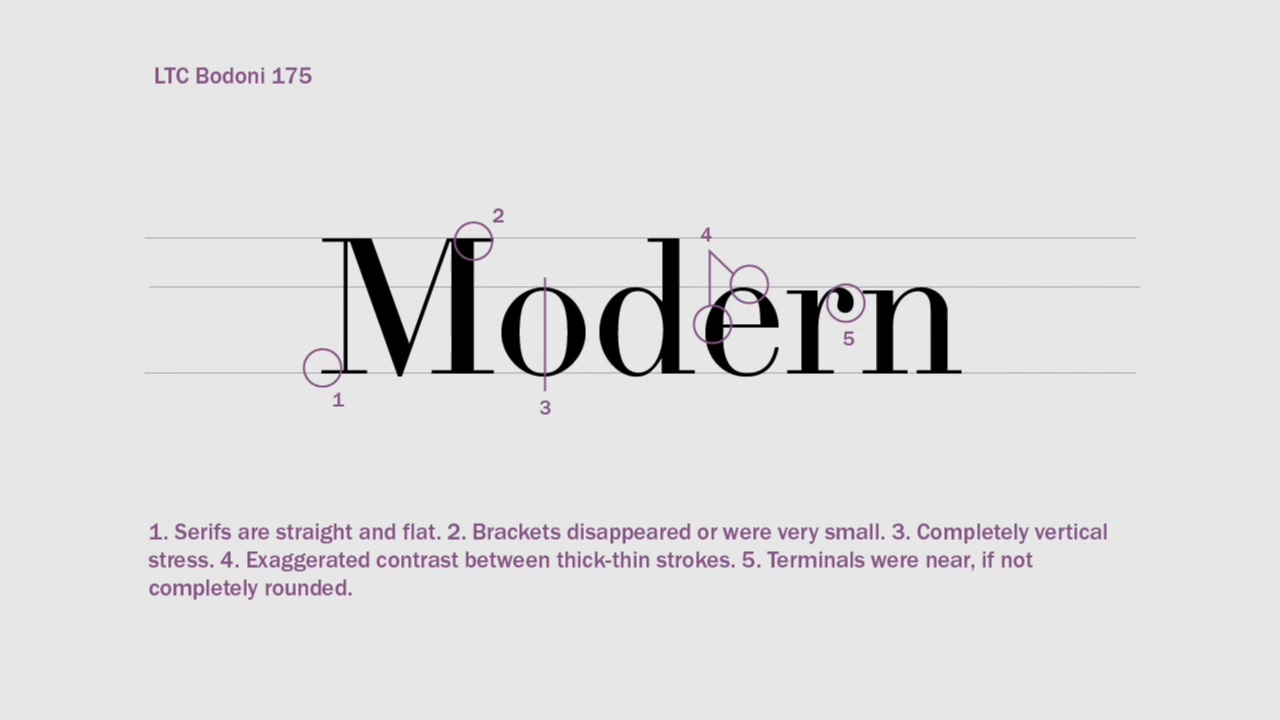 LTC Bodoni 175
2
4
Modern
5
1
3
1. Serifs are straight and flat. 2. Brackets disappeared or were very small. 3. Completely vertical
stress. 4. Exaggerated contrast between thick-thin strokes. 5. Terminals were near, if not
completely rounded.